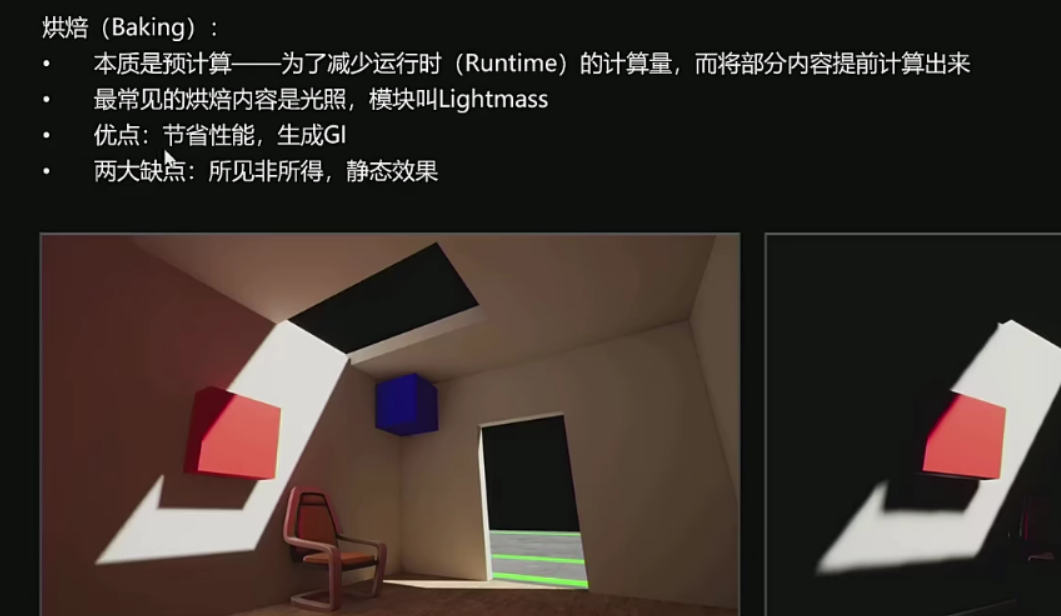 烘焙（Baking）：
• 本质是预计算——为了减少运行时（Runtime）的计算量，而将部分内容提前计算出来
• 最常见的烘焙内容是光照，模块叫Lightmass
• 优点：节省性能，生成GI
• 两大缺点：所见非所得，静态效果